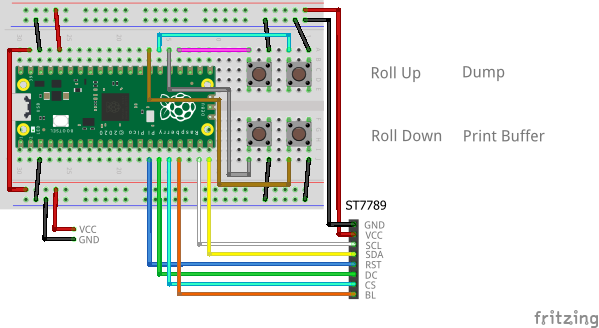 Roll Up
Dump
Roll Down
Print Buffer
BOOTSEL
Raspberry Pi Pico ©2020
ST7789
GND
VCC
SCL
SDA
RST
DC
CS
BL
VCC
GND
fritzing